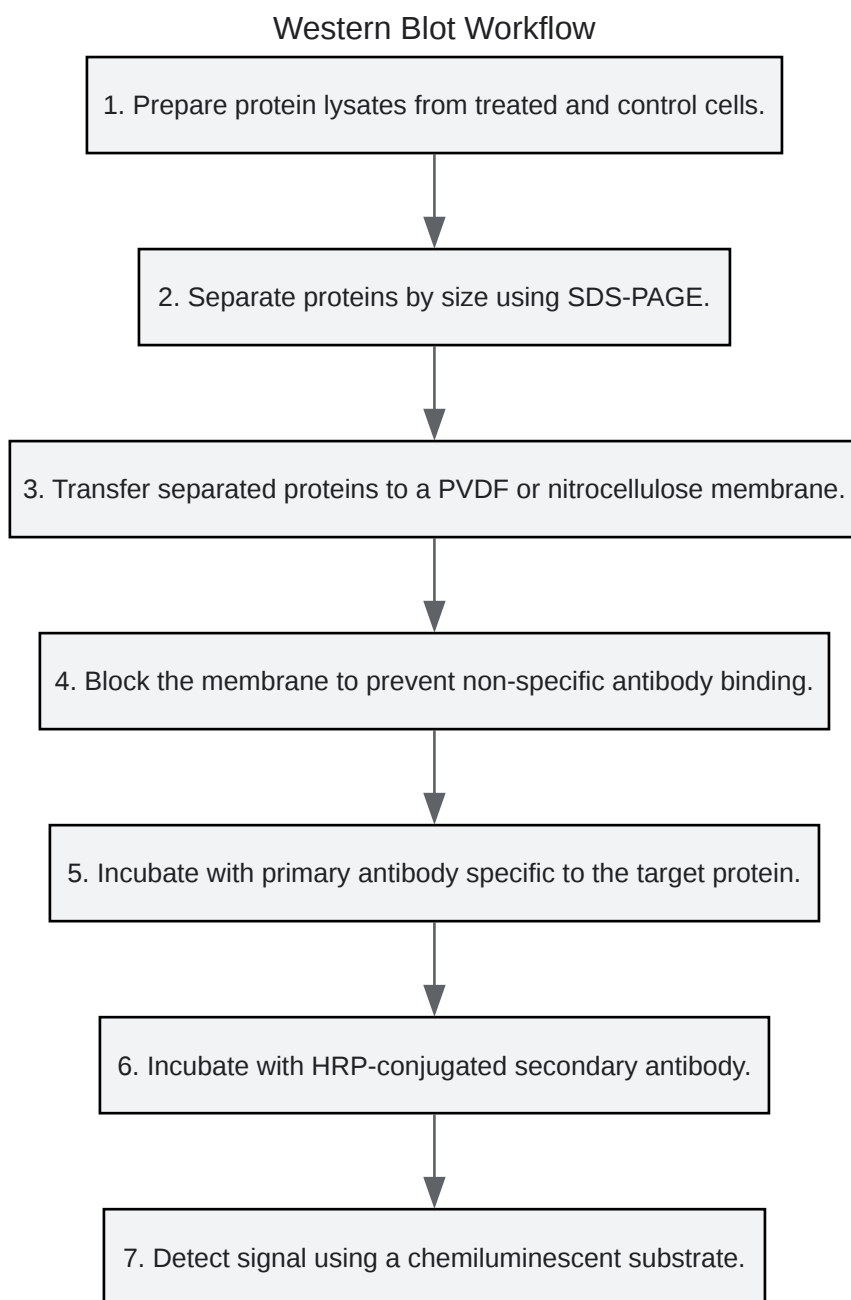 Western Blot Workflow
1. Prepare protein lysates from treated and control cells.
2. Separate proteins by size using SDS-PAGE.
3. Transfer separated proteins to a PVDF or nitrocellulose membrane.
4. Block the membrane to prevent non-specific antibody binding.
5. Incubate with primary antibody specific to the target protein.
6. Incubate with HRP-conjugated secondary antibody.
7. Detect signal using a chemiluminescent substrate.